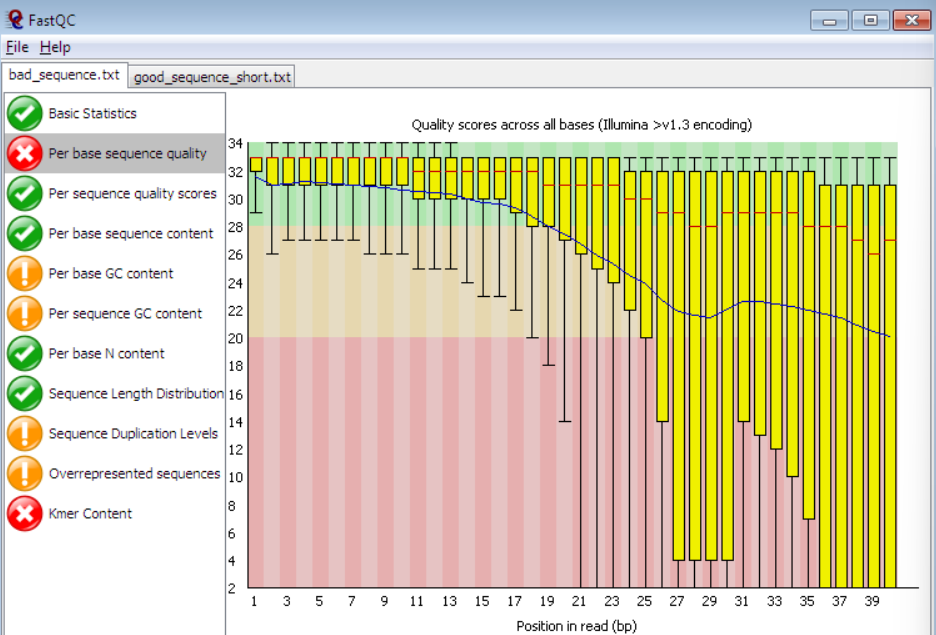 FastQC
File Help
bad_sequence.txt good_sequence_short.txt
Basic Statistics
Per base sequence quality
Per sequence quality scores
Per base sequence content
Per base GC content
Per sequence GC content
Per base N content
Sequence Length Distribution
Sequence Duplication Levels
Overrepresented sequences
Kmer Content
Quality scores across all bases (Illumina >v1.3 encoding)
34
32
30
28
26
24
22
20
18
16
14
12
10
8
6
4
2
1 3 5 7 9 11 13 15 17 19 21 23 25 27 29 31 33 35 37 39
Position in read (bp)